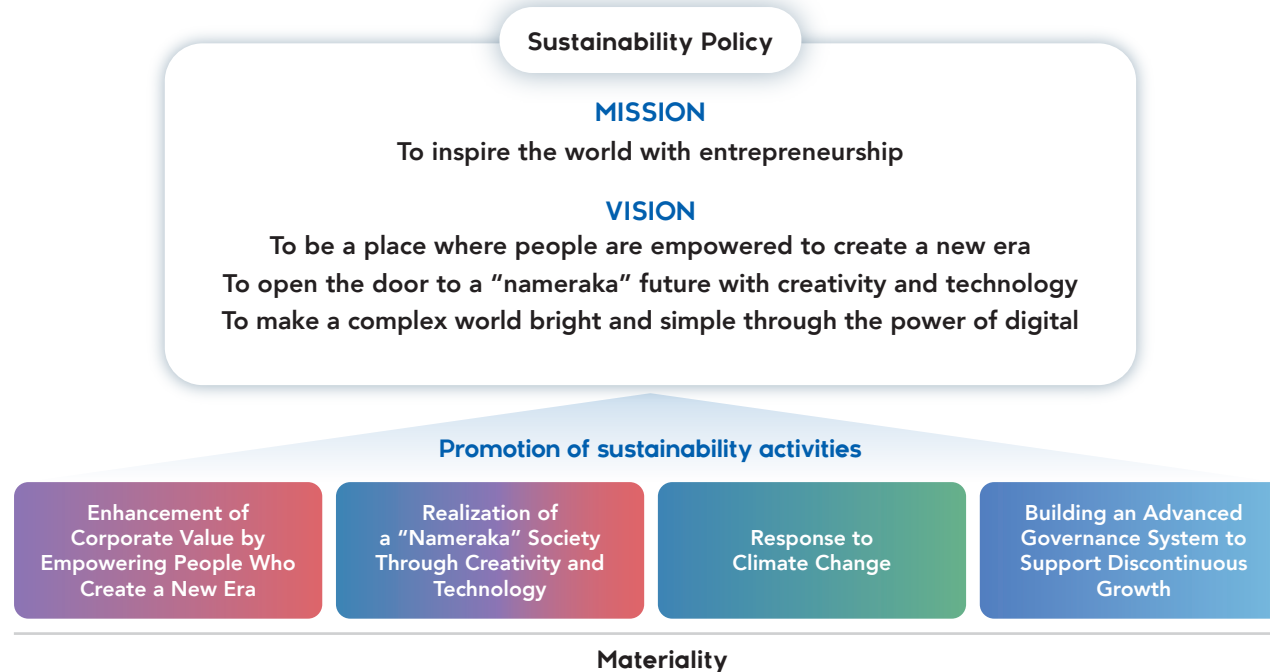 Sustainability Policy
MISSION
To inspire the world with entrepreneurship
VISION
To be a place where people are empowered to create a new era
To open the door to a “nameraka” future with creativity and technology
To make a complex world bright and simple through the power of digital
Promotion of sustainability activities
Enhancement of
Corporate Value by
Empowering People Who
Create a New Era
Realization of
a “Nameraka” Society
Through Creativity and
Technology
Response to
Climate Change
Building an Advanced
Governance System to
Support Discontinuous
Growth
Materiality